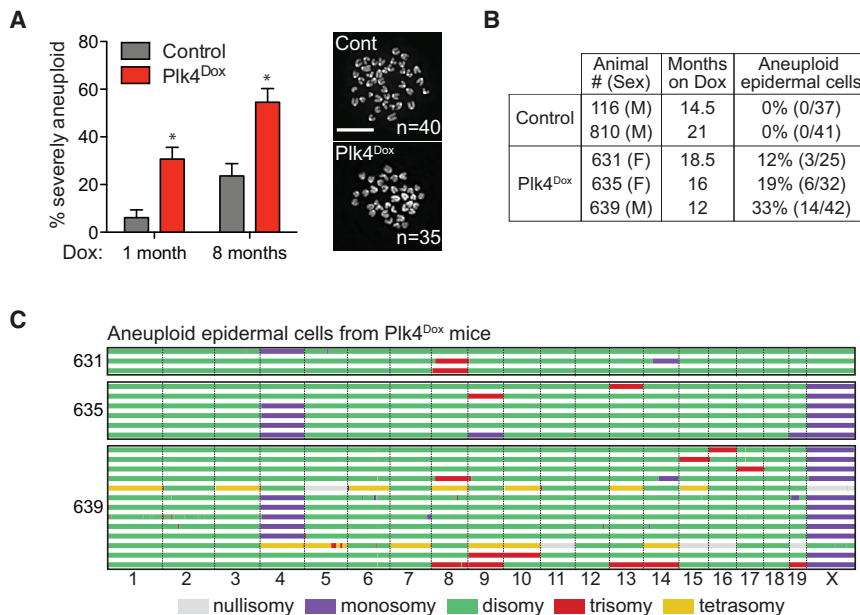 A
% severely aneuploid
80
60
40
20
0
Control
Plk4Dox
*
*
Dox: 1 month 8 months
Cont
n=40
Plk4Dox
n=35
B
Animal # (Sex) Months on Dox Aneuploid epidermal cells
Control 116 (M) 14.5 0% (0/37)
810 (M) 21 0% (0/41)
Plk4Dox 631 (F) 18.5 12% (3/25)
635 (F) 16 19% (6/32)
639 (M) 12 33% (14/42)
C
Aneuploid epidermal cells from Plk4Dox mice
631
635
639
1 2 3 4 5 6 7 8 9 10 11 12 13 14 15 16 17 18 19 X
nullisomy monosomy disomy trisomy tetrasomy